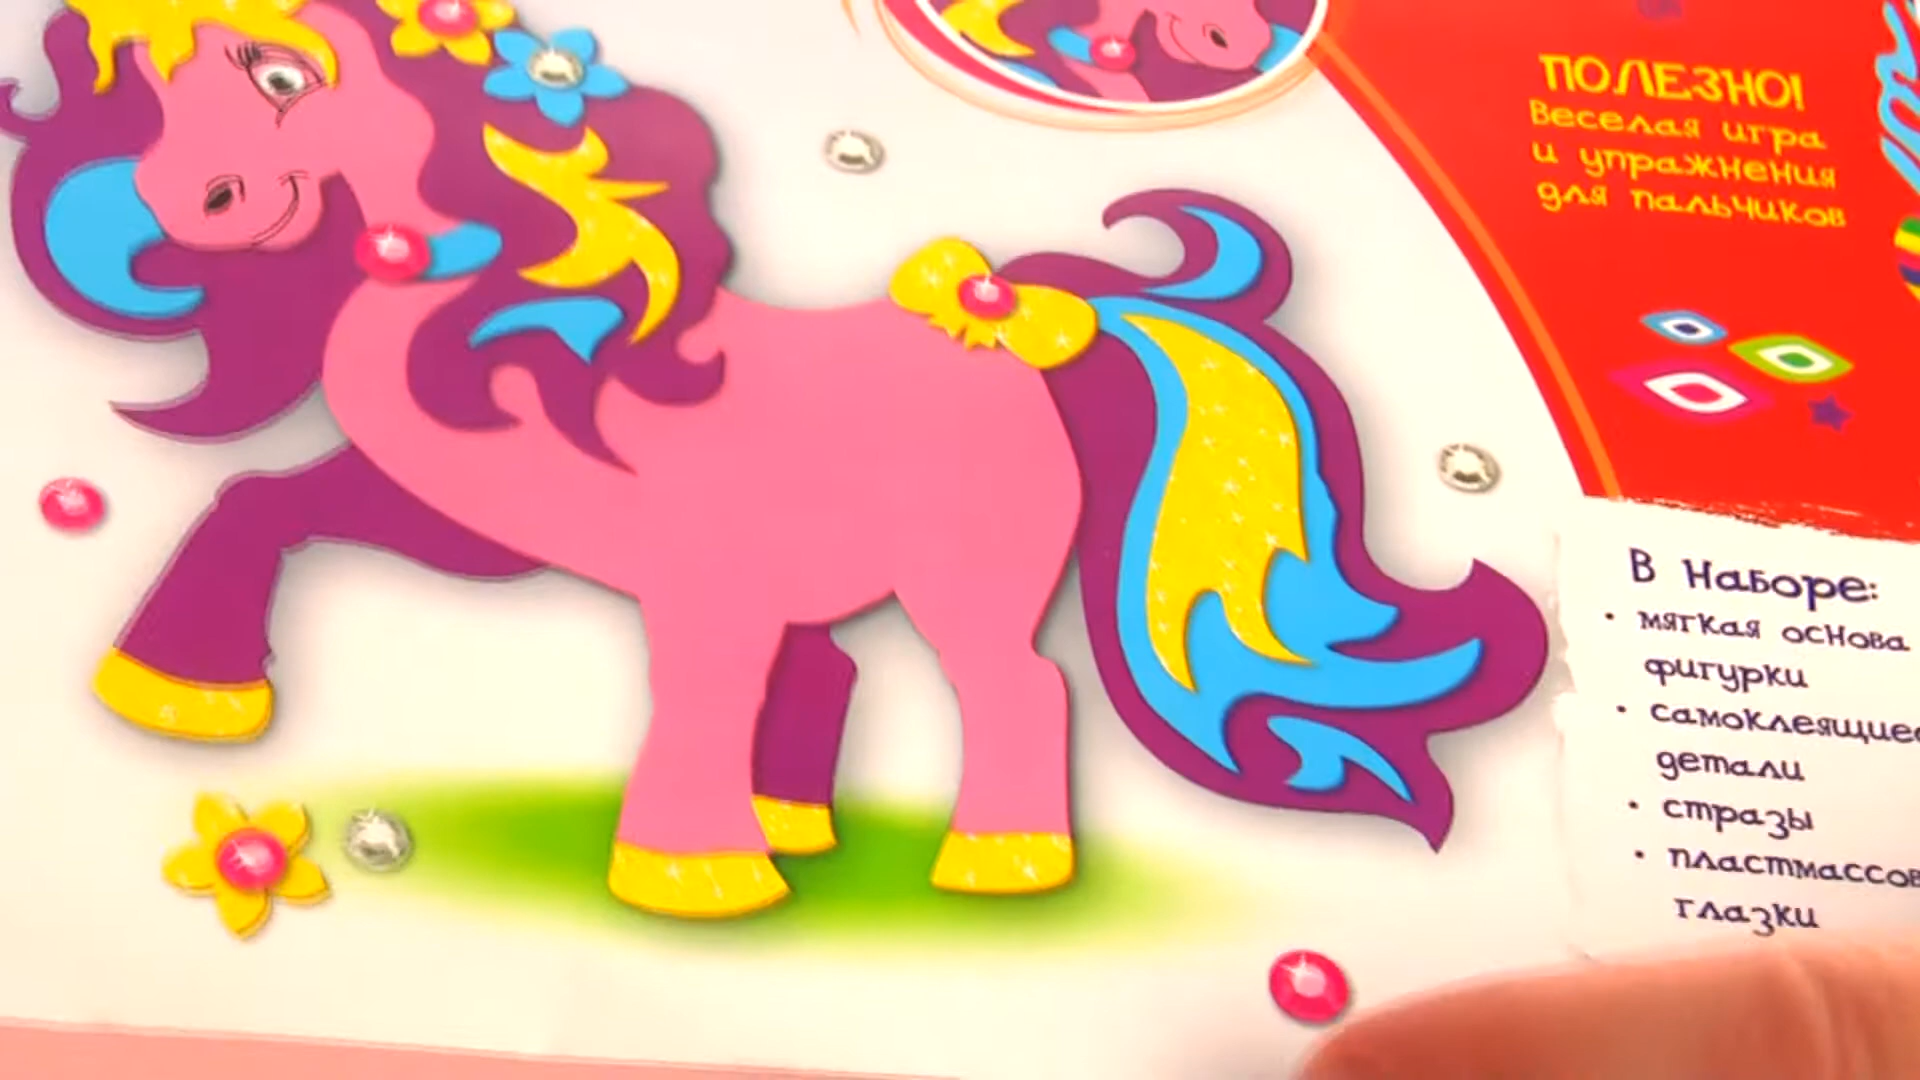 ПОЛЕЗНО!
Веселая игра
и упражнения
для пальчиков
В наборе:
• мягкая основа
фигурки
• самоклеящиес
детали
• стразы
• пластмассов
глазки